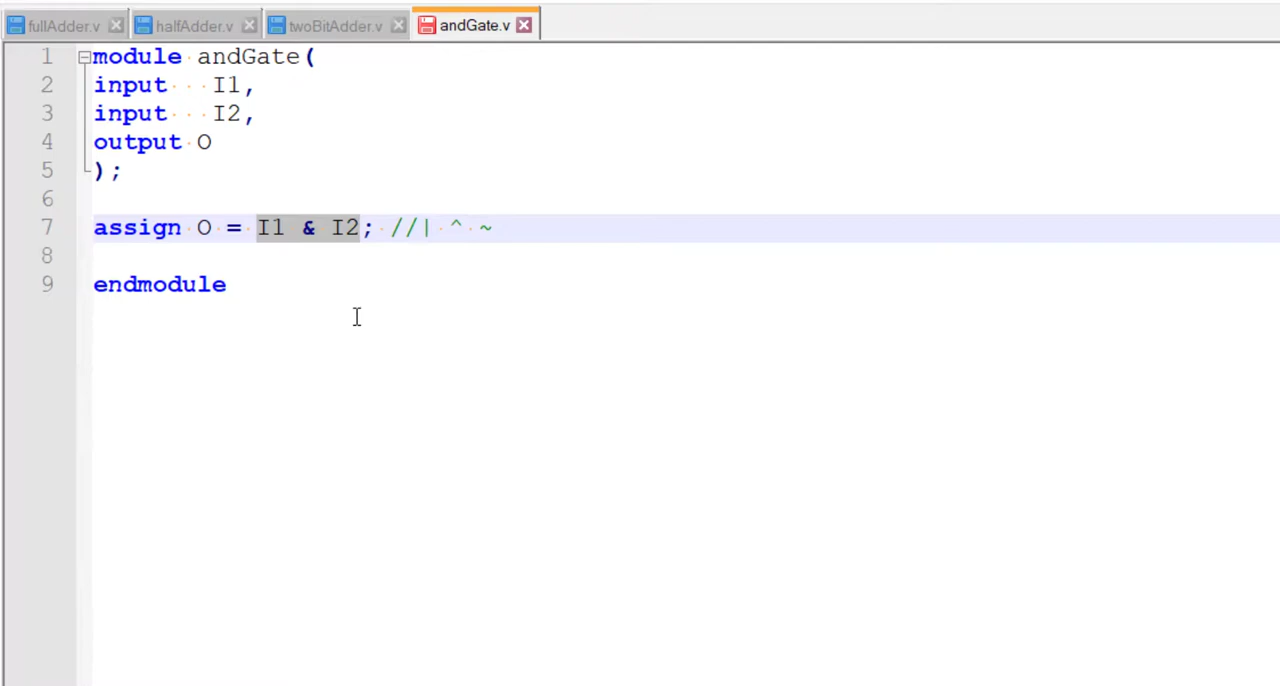 fullAdder.v halfAdder.v twoBitAdder.v andGate.v
1 module andGate(
2 input I1,
3 input I2,
4 output O
5 );
6
7 assign O = I1 & I2; //| ^ ~
8
9 endmodule